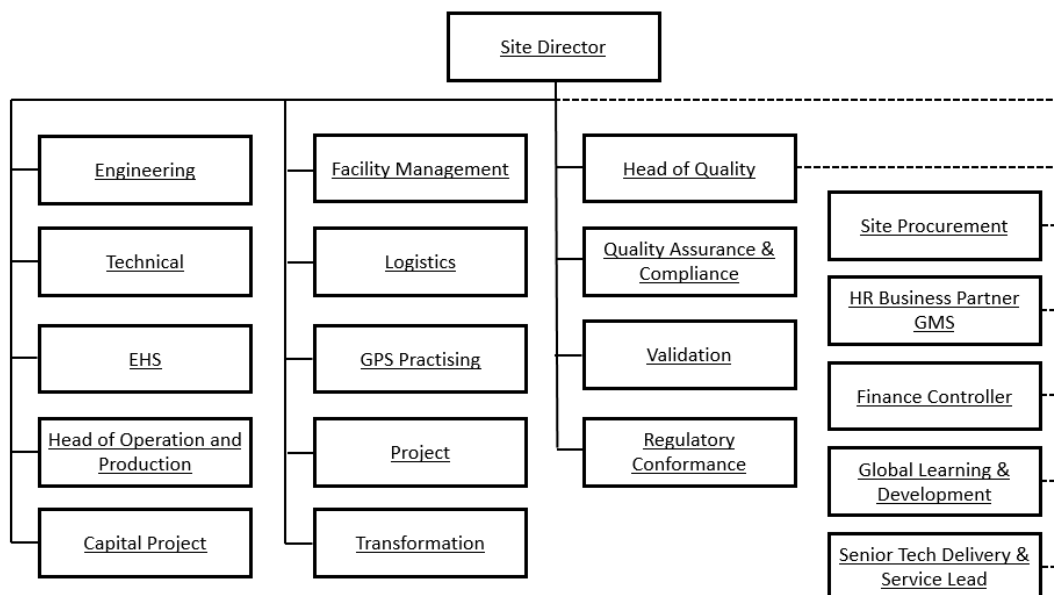 Site Director
Engineering
Technical
EHS
Head of Operation and
Production
Capital Project
Facility Management
Logistics
GPS Practising
Project
Transformation
Head of Quality
Quality Assurance &
Compliance
Validation
Regulatory
Conformance
Site Procurement
HR Business Partner
GMS
Finance Controller
Global Learning &
Development
Senior Tech Delivery &
Service Lead